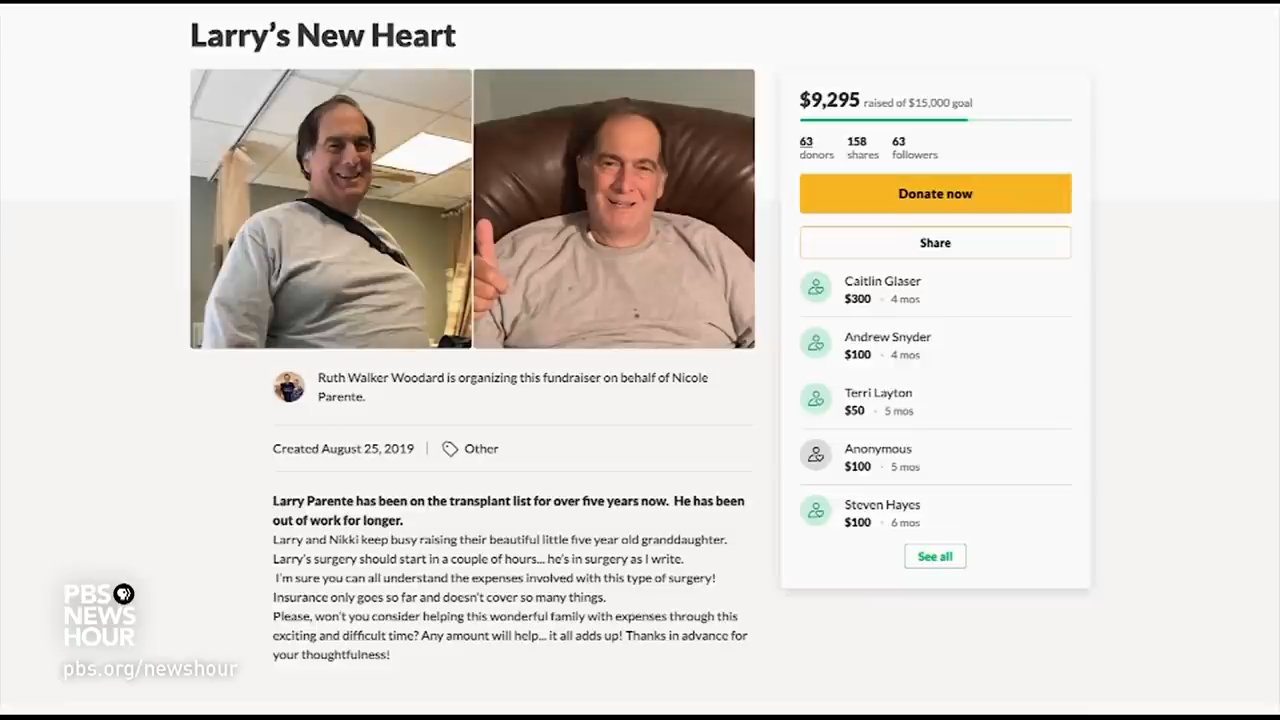 Larry's New Heart
$9,295 raised of $15,000 goal
63 158 63
donors shares followers
Donate now
Share
Caitlin Glaser
$300 · 4 mos
Andrew Snyder
$100 · 4 mos
Terri Layton
$50 · 5 mos
Anonymous
$100 · 5 mos
Steven Hayes
$100 · 6 mos
See all
Ruth Walker Woodard is organizing this fundraiser on behalf of Nicole
Parente.
Created August 25, 2019 | Other
Larry Parente has been on the transplant list for over five years now. He has been
out of work for longer.
Larry and Nikki keep busy raising their beautiful little five year old granddaughter.
Larry's surgery should start in a couple of hours... he's in surgery as I write.
I'm sure you can all understand the expenses involved with this type of surgery!
Insurance only goes so far and doesn't cover so many things.
Please, won't you consider helping this wonderful family with expenses through this
exciting and difficult time? Any amount will help... it all adds up! Thanks in advance for
your thoughtfulness!
PBS
NEWS
HOUR
pbs.org/newshour